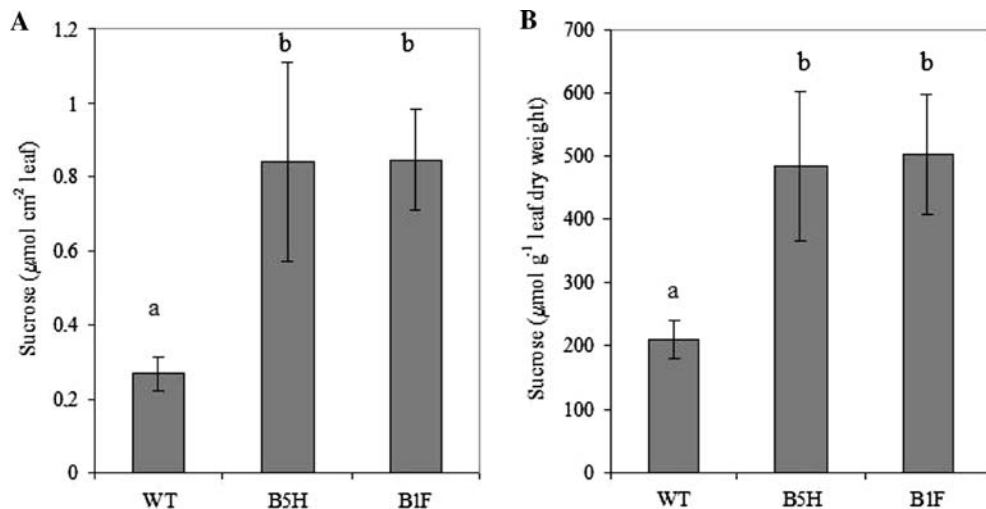 A
Sucrose (µmol cm⁻² leaf)
1.2
1
0.8
0.6
0.4
0.2
0
a
b
b
WT
B5H
B1F
B
Sucrose (µmol g⁻¹ leaf dry weight)
700
600
500
400
300
200
100
0
a
b
b
WT
B5H
B1F